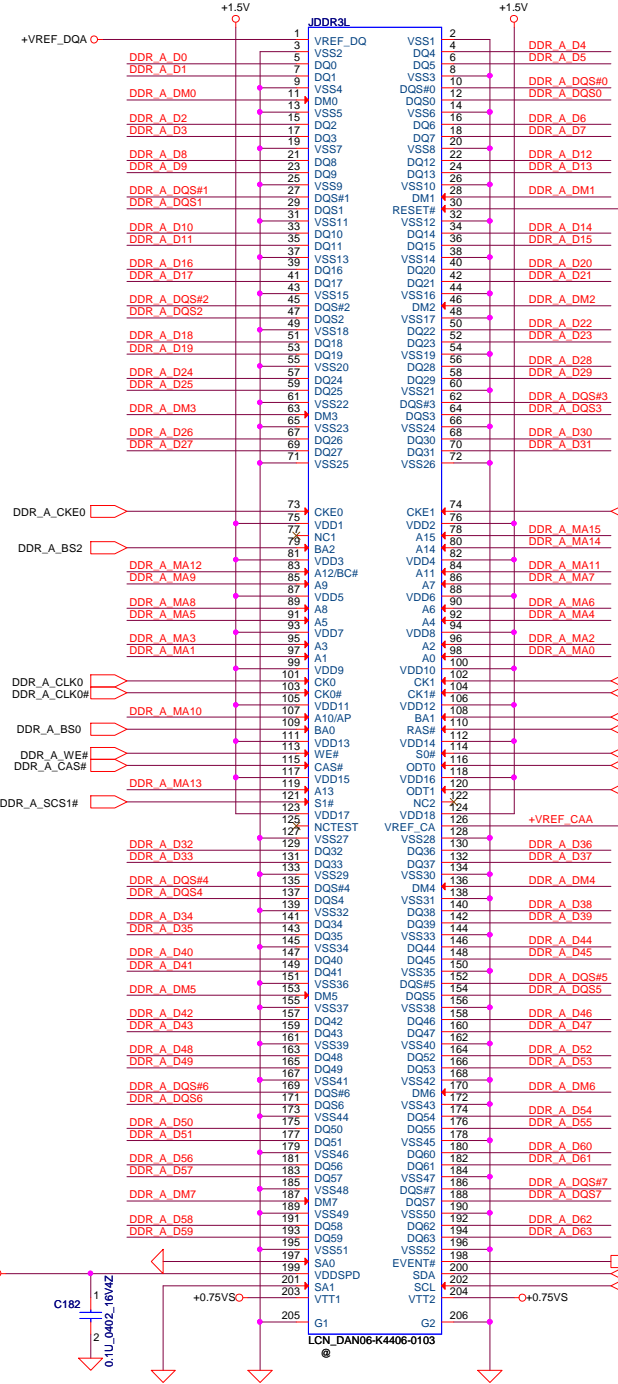 +1.5V +1.5V
JDDR3L
+VREF_DQA 1 VREF_DQ VSS1 2
3 VSS2 DQ4 4 DDR_A_D4
DDR_A_D0 5 DQ0 DQ5 6 DDR_A_D5
DDR_A_D1 7 DQ1 VSS3 8
9 VSS4 DQS#0 10 DDR_A_DQS#0
DDR_A_DM0 11 DM0 DQS0 12 DDR_A_DQS0
13 VSS5 VSS6 14
DDR_A_D2 15 DQ2 DQ6 16 DDR_A_D6
DDR_A_D3 17 DQ3 DQ7 18 DDR_A_D7
19 VSS7 VSS8 20
DDR_A_D8 21 DQ8 DQ12 22 DDR_A_D12
DDR_A_D9 23 DQ9 DQ13 24 DDR_A_D13
25 VSS9 VSS10 26
DDR_A_DQS#1 27 DQS#1 DM1 28 DDR_A_DM1
DDR_A_DQS1 29 DQS1 RESET# 30
31 VSS11 VSS12 32
DDR_A_D10 33 DQ10 DQ14 34 DDR_A_D14
DDR_A_D11 35 DQ11 DQ15 36 DDR_A_D15
37 VSS13 VSS14 38
DDR_A_D16 39 DQ16 DQ20 40 DDR_A_D20
DDR_A_D17 41 DQ17 DQ21 42 DDR_A_D21
43 VSS15 VSS16 44
DDR_A_DQS#2 45 DQS#2 DM2 46 DDR_A_DM2
DDR_A_DQS2 47 DQS2 VSS17 48
49 VSS18 DQ22 50 DDR_A_D22
DDR_A_D18 51 DQ18 DQ23 52 DDR_A_D23
DDR_A_D19 53 DQ19 VSS19 54
55 VSS20 DQ28 56 DDR_A_D28
DDR_A_D24 57 DQ24 DQ29 58 DDR_A_D29
DDR_A_D25 59 DQ25 VSS21 60
61 VSS22 DQS#3 62 DDR_A_DQS#3
DDR_A_DM3 63 DM3 DQS3 64 DDR_A_DQS3
65 VSS23 VSS24 66
DDR_A_D26 67 DQ26 DQ30 68 DDR_A_D30
DDR_A_D27 69 DQ27 DQ31 70 DDR_A_D31
71 VSS25 VSS26 72
DDR_A_CKE0 73 CKE0 CKE1 74
75 VDD1 VDD2 76
77 NC1 A15 78 DDR_A_MA15
DDR_A_BS2 79 BA2 A14 80 DDR_A_MA14
81 VDD3 VDD4 82
DDR_A_MA12 83 A12/BC# A11 84 DDR_A_MA11
DDR_A_MA9 85 A9 A7 86 DDR_A_MA7
87 VDD5 VDD6 88
DDR_A_MA8 89 A8 A6 90 DDR_A_MA6
DDR_A_MA5 91 A5 A4 92 DDR_A_MA4
93 VDD7 VDD8 94
DDR_A_MA3 95 A3 A2 96 DDR_A_MA2
DDR_A_MA1 97 A1 A0 98 DDR_A_MA0
99 VDD9 VDD10 100
DDR_A_CLK0 101 CK0 CK1 102
DDR_A_CLK0# 103 CK0# CK1# 104
105 VDD11 VDD12 106
DDR_A_MA10 107 A10/AP BA1 108
DDR_A_BS0 109 BA0 RAS# 110
111 VDD13 VDD14 112
DDR_A_WE# 113 WE# S0# 114
DDR_A_CAS# 115 CAS# ODT0 116
117 VDD15 VDD16 118
DDR_A_MA13 119 A13 ODT1 120
DDR_A_SCS1# 121 S1# NC2 122
123 VDD17 VDD18 124
125 NCTEST VREF_CA 126 +VREF_CAA
127 VSS27 VSS28 128
DDR_A_D32 129 DQ32 DQ36 130 DDR_A_D36
DDR_A_D33 131 DQ33 DQ37 132 DDR_A_D37
133 VSS29 VSS30 134
DDR_A_DQS#4 135 DQS#4 DM4 136 DDR_A_DM4
DDR_A_DQS4 137 DQS4 VSS31 138
139 VSS32 DQ38 140 DDR_A_D38
DDR_A_D34 141 DQ34 DQ39 142 DDR_A_D39
DDR_A_D35 143 DQ35 VSS33 144
145 VSS34 DQ44 146 DDR_A_D44
DDR_A_D40 147 DQ40 DQ45 148 DDR_A_D45
DDR_A_D41 149 DQ41 VSS35 150
151 VSS36 DQS#5 152 DDR_A_DQS#5
DDR_A_DM5 153 DM5 DQS5 154 DDR_A_DQS5
155 VSS37 VSS38 156
DDR_A_D42 157 DQ42 DQ46 158 DDR_A_D46
DDR_A_D43 159 DQ43 DQ47 160 DDR_A_D47
161 VSS39 VSS40 162
DDR_A_D48 163 DQ48 DQ52 164 DDR_A_D52
DDR_A_D49 165 DQ49 DQ53 166 DDR_A_D53
167 VSS41 VSS42 168
DDR_A_DQS#6 169 DQS#6 DM6 170 DDR_A_DM6
DDR_A_DQS6 171 DQS6 VSS43 172
173 VSS44 DQ54 174 DDR_A_D54
DDR_A_D50 175 DQ50 DQ55 176 DDR_A_D55
DDR_A_D51 177 DQ51 VSS45 178
179 VSS46 DQ60 180 DDR_A_D60
DDR_A_D56 181 DQ56 DQ61 182 DDR_A_D61
DDR_A_D57 183 DQ57 VSS47 184
185 VSS48 DQS#7 186 DDR_A_DQS#7
DDR_A_DM7 187 DM7 DQS7 188 DDR_A_DQS7
189 VSS49 VSS50 190
DDR_A_D58 191 DQ58 DQ62 192 DDR_A_D62
DDR_A_D59 193 DQ59 DQ63 194 DDR_A_D63
195 VSS51 VSS52 196
197 SA0 EVENT# 198
199 VDDSPD SDA 200
201 SA1 SCL 202
+0.75VS 203 VTT1 VTT2 204 +0.75VS
205 G1 G2 206
C182 1 2
0.1U_0402_16V4Z
LCN_DAN06-K4406-0103
@